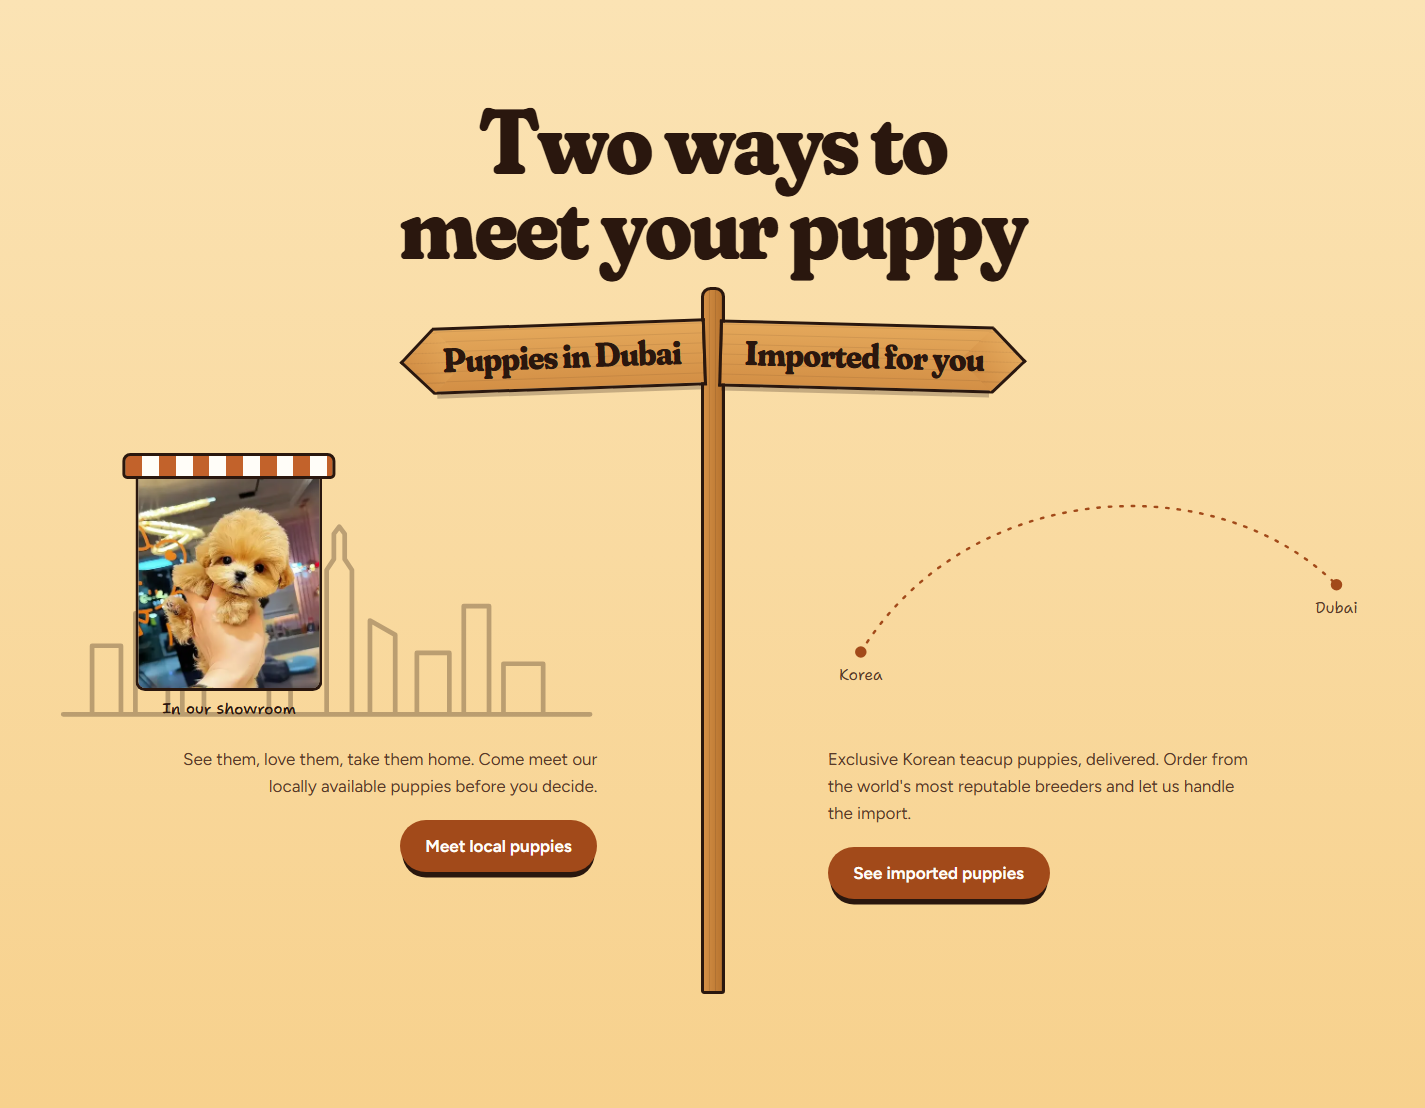 Two ways to
meet your puppy
Puppies in Dubai
Imported for you
In our showroom
Korea
Dubai
See them, love them, take them home. Come meet our
locally available puppies before you decide.
Meet local puppies
Exclusive Korean teacup puppies, delivered. Order from
the world's most reputable breeders and let us handle
the import.
See imported puppies